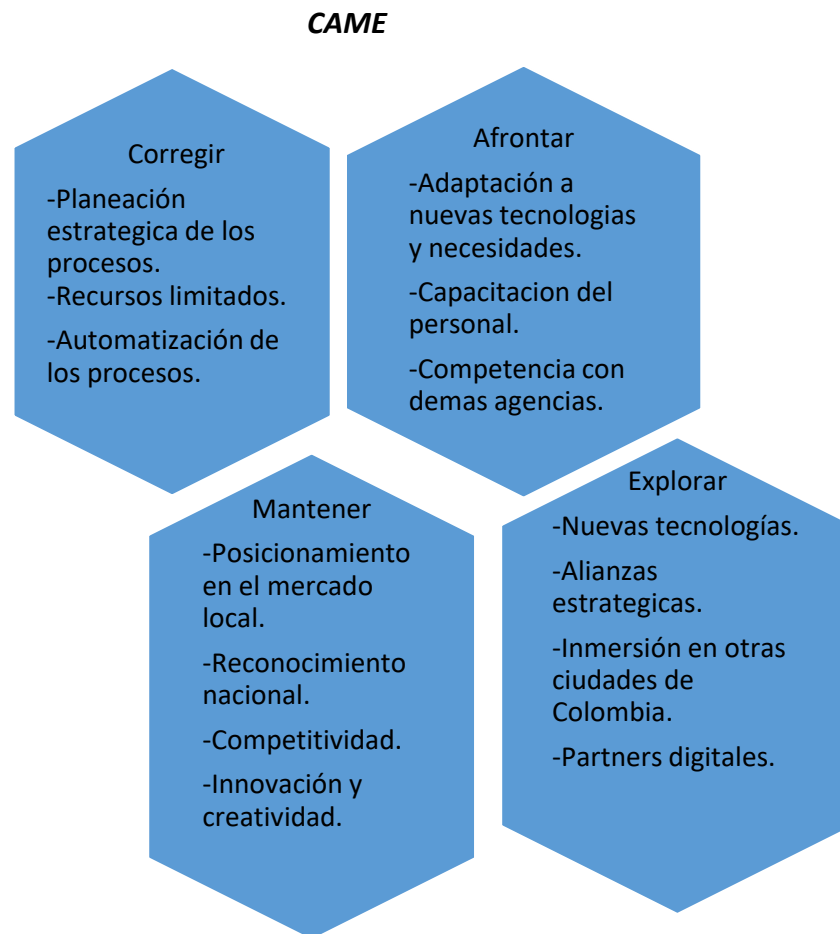 CAME
Corregir
-Planeación
estrategica de los
procesos.
-Recursos limitados.
-Automatización de
los procesos.
Afrontar
-Adaptación a
nuevas tecnologias
y necesidades.
-Capacitacion del
personal.
-Competencia con
demas agencias.
Mantener
-Posicionamiento
en el mercado
local.
-Reconocimiento
nacional.
-Competitividad.
-Innovación y
creatividad.
Explorar
-Nuevas tecnologías.
-Alianzas
estrategicas.
-Inmersión en otras
ciudades de
Colombia.
-Partners digitales.